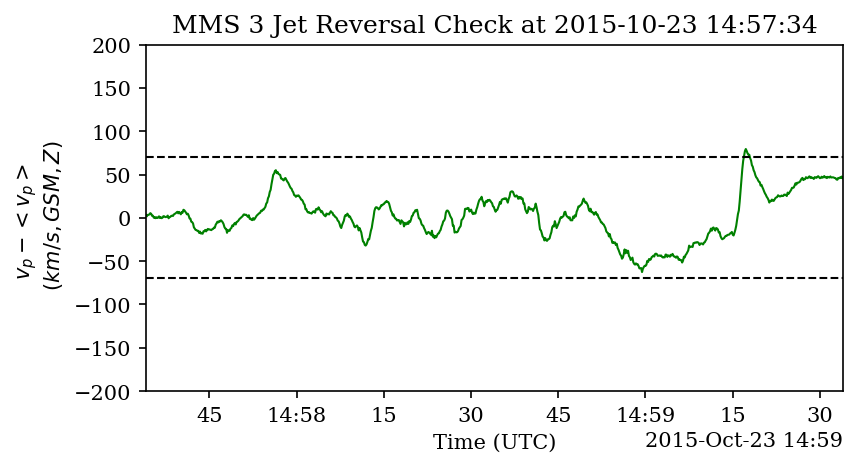 MMS 3 Jet Reversal Check at 2015-10-23 14:57:34
200
150
100
50
0
−50
−100
−150
−200
v_p − < v_p >
(km/s, GSM, Z)
45 14:58 15 30 45 14:59 15 30
Time (UTC)
2015-Oct-23 14:59